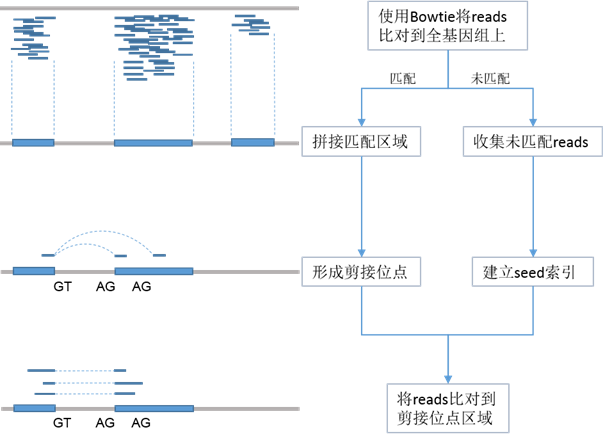 使用Bowtie将reads
比对到全基因组上
匹配
未匹配
拼接匹配区域
收集未匹配reads
形成剪接位点
建立seed索引
GT AG AG
将reads比对到
剪接位点区域
GT AG AG